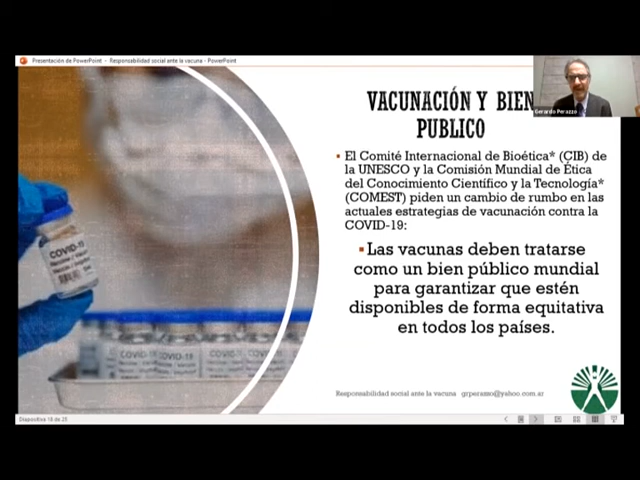 Presentación de PowerPoint - Responsabilidad social ante la vacuna - PowerPoint
Gerardo Perazzo
VACUNACIÓN Y BIEN
PUBLICO
▪ El Comité Internacional de Bioética* (CIB) de
la UNESCO y la Comisión Mundial de Ética
del Conocimiento Científico y la Tecnología*
(COMEST) piden un cambio de rumbo en las
actuales estrategias de vacunación contra la
COVID-19:
▪Las vacunas deben tratarse
como un bien público mundial
para garantizar que estén
disponibles de forma equitativa
en todos los países.
COVID-19
COVID-19
COVID-19
Responsabilidad social ante la vacuna grperazzo@yahoo.com.ar
Diapositiva 18 de 25